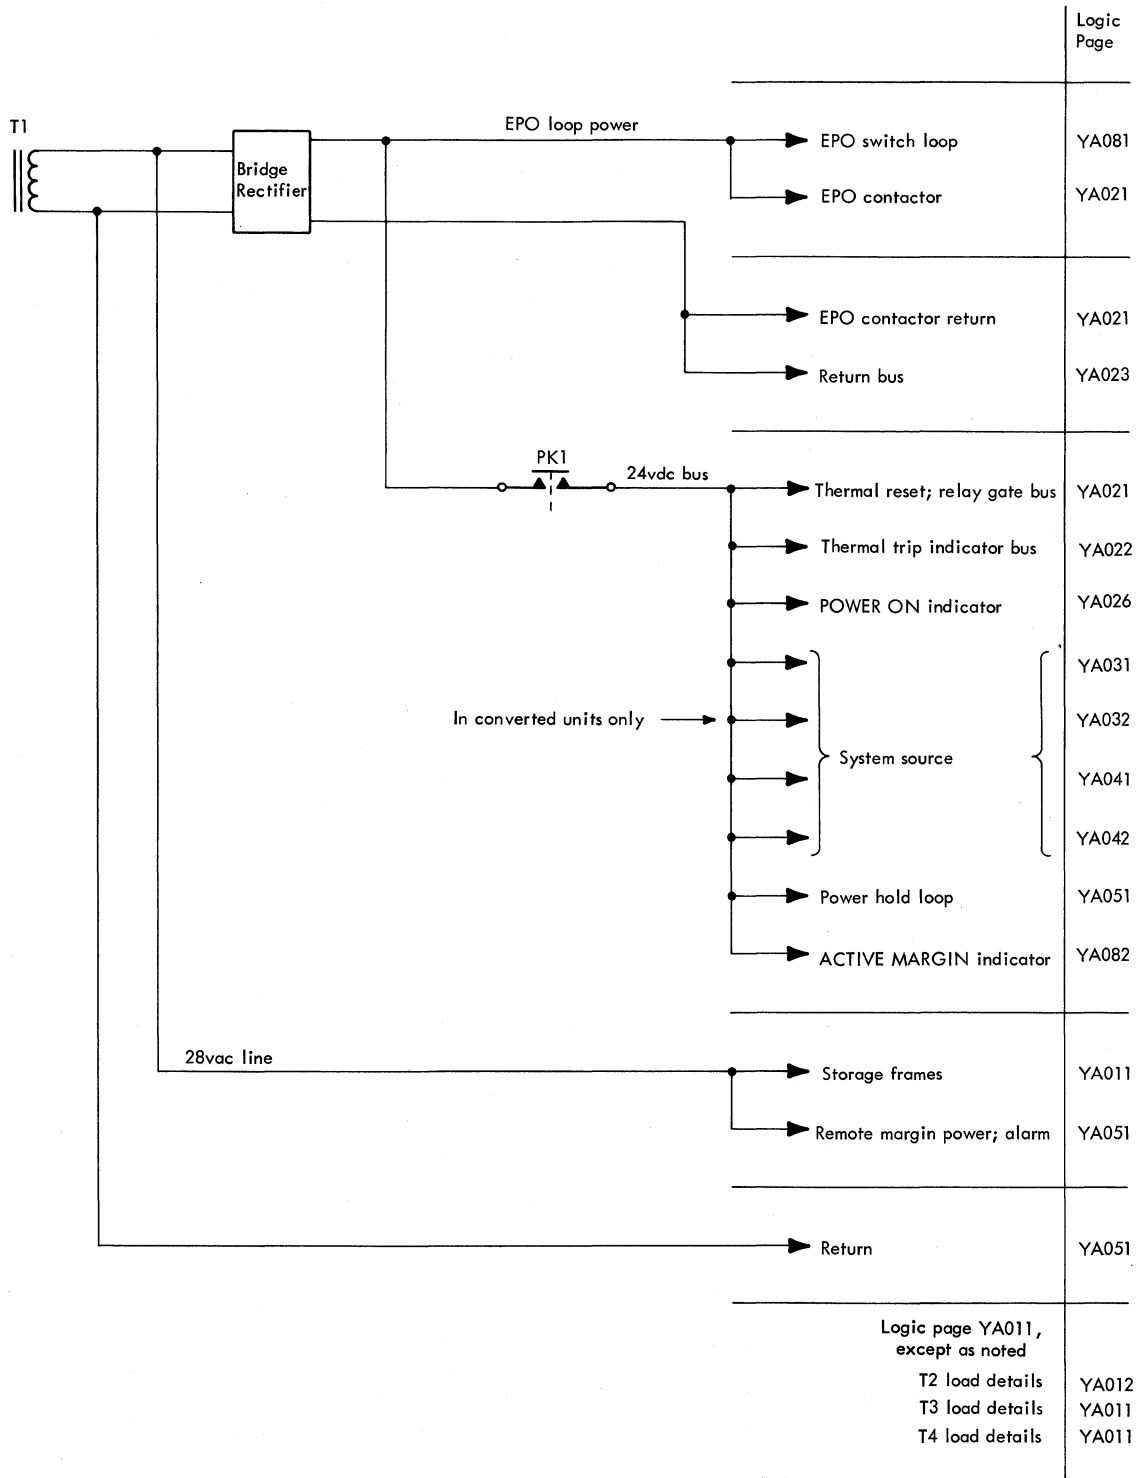 Logic
Page
T1
EPO loop power
Bridge
Rectifier
EPO switch loop YA081
EPO contactor YA021
EPO contactor return YA021
Return bus YA023
PK1
24vdc bus
Thermal reset; relay gate bus YA021
Thermal trip indicator bus YA022
POWER ON indicator YA026
YA031
In converted units only YA032
System source
YA041
YA042
Power hold loop YA051
ACTIVE MARGIN indicator YA082
28vac line
Storage frames YA011
Remote margin power; alarm YA051
Return YA051
Logic page YA011,
except as noted
T2 load details YA012
T3 load details YA011
T4 load details YA011